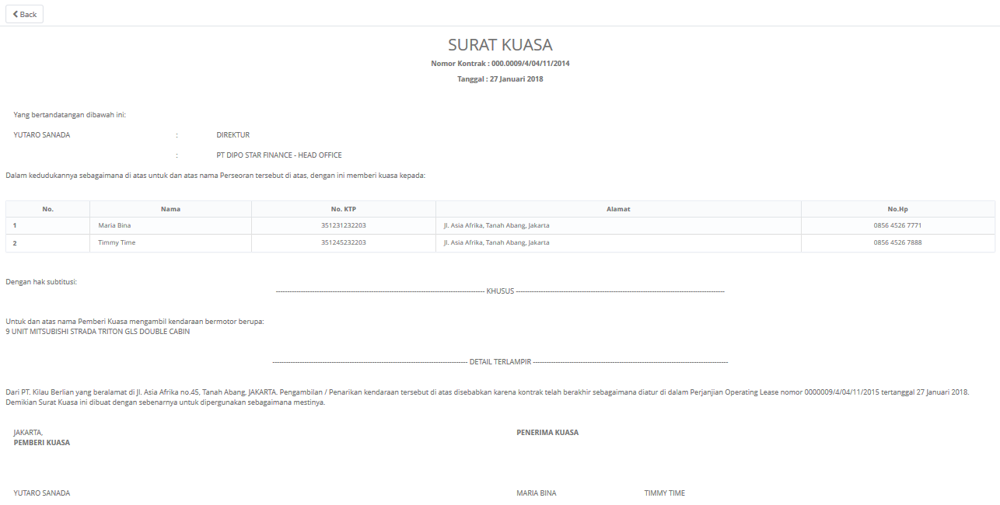 Back
SURAT KUASA
Nomor Kontrak : 000.0009/4/04/11/2014
Tanggal : 27 Januari 2018
Yang bertandatangan dibawah ini:
YUTARO SANADA : DIREKTUR
: PT DIPO STAR FINANCE - HEAD OFFICE
Dalam kedudukannya sebagaimana di atas untuk dan atas nama Perseoran tersebut di atas, dengan ini memberi kuasa kepada:
No. Nama No. KTP Alamat No.Hp
1 Maria Bina 351231232203 Jl. Asia Afrika, Tanah Abang, Jakarta 0856 4526 7771
2 Timmy Time 351245232203 Jl. Asia Afrika, Tanah Abang, Jakarta 0856 4526 7888
Dengan hak subtitusi:
KHUSUS
Untuk dan atas nama Pemberi Kuasa mengambil kendaraan bermotor berupa:
9 UNIT MITSUBISHI STRADA TRITON GLS DOUBLE CABIN
DETAIL TERLAMPIR
Dari PT. Kilau Berlian yang beralamat di Jl. Asia Afrika no.45, Tanah Abang, JAKARTA. Pengambilan / Penarikan kendaraan tersebut di atas disebabkan karena kontrak telah berakhir sebagaimana diatur di dalam Perjanjian Operating Lease nomor 0000009/4/04/11/2015 tertanggal 27 Januari 2018.
Demikian Surat Kuasa ini dibuat dengan sebenarnya untuk dipergunakan sebagaimana mestinya.
JAKARTA, PENERIMA KUASA
PEMBERI KUASA
YUTARO SANADA MARIA BINA TIMMY TIME